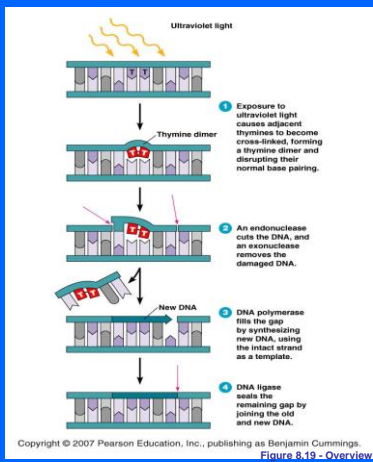 Ultraviolet light
T T
1 Exposure to
ultraviolet light
causes adjacent
thymines to become
cross-linked, forming
a thymine dimer and
disrupting their
normal base pairing.
Thymine dimer
T T
2 An endonuclease
cuts the DNA, and
an exonuclease
removes the
damaged DNA.
T T
T T
New DNA
3 DNA polymerase
fills the gap
by synthesizing
new DNA, using
the intact strand
as a template.
4 DNA ligase
seals the
remaining gap by
joining the old
and new DNA.
Copyright © 2007 Pearson Education, Inc., publishing as Benjamin Cummings.
Figure 8.19 - Overview